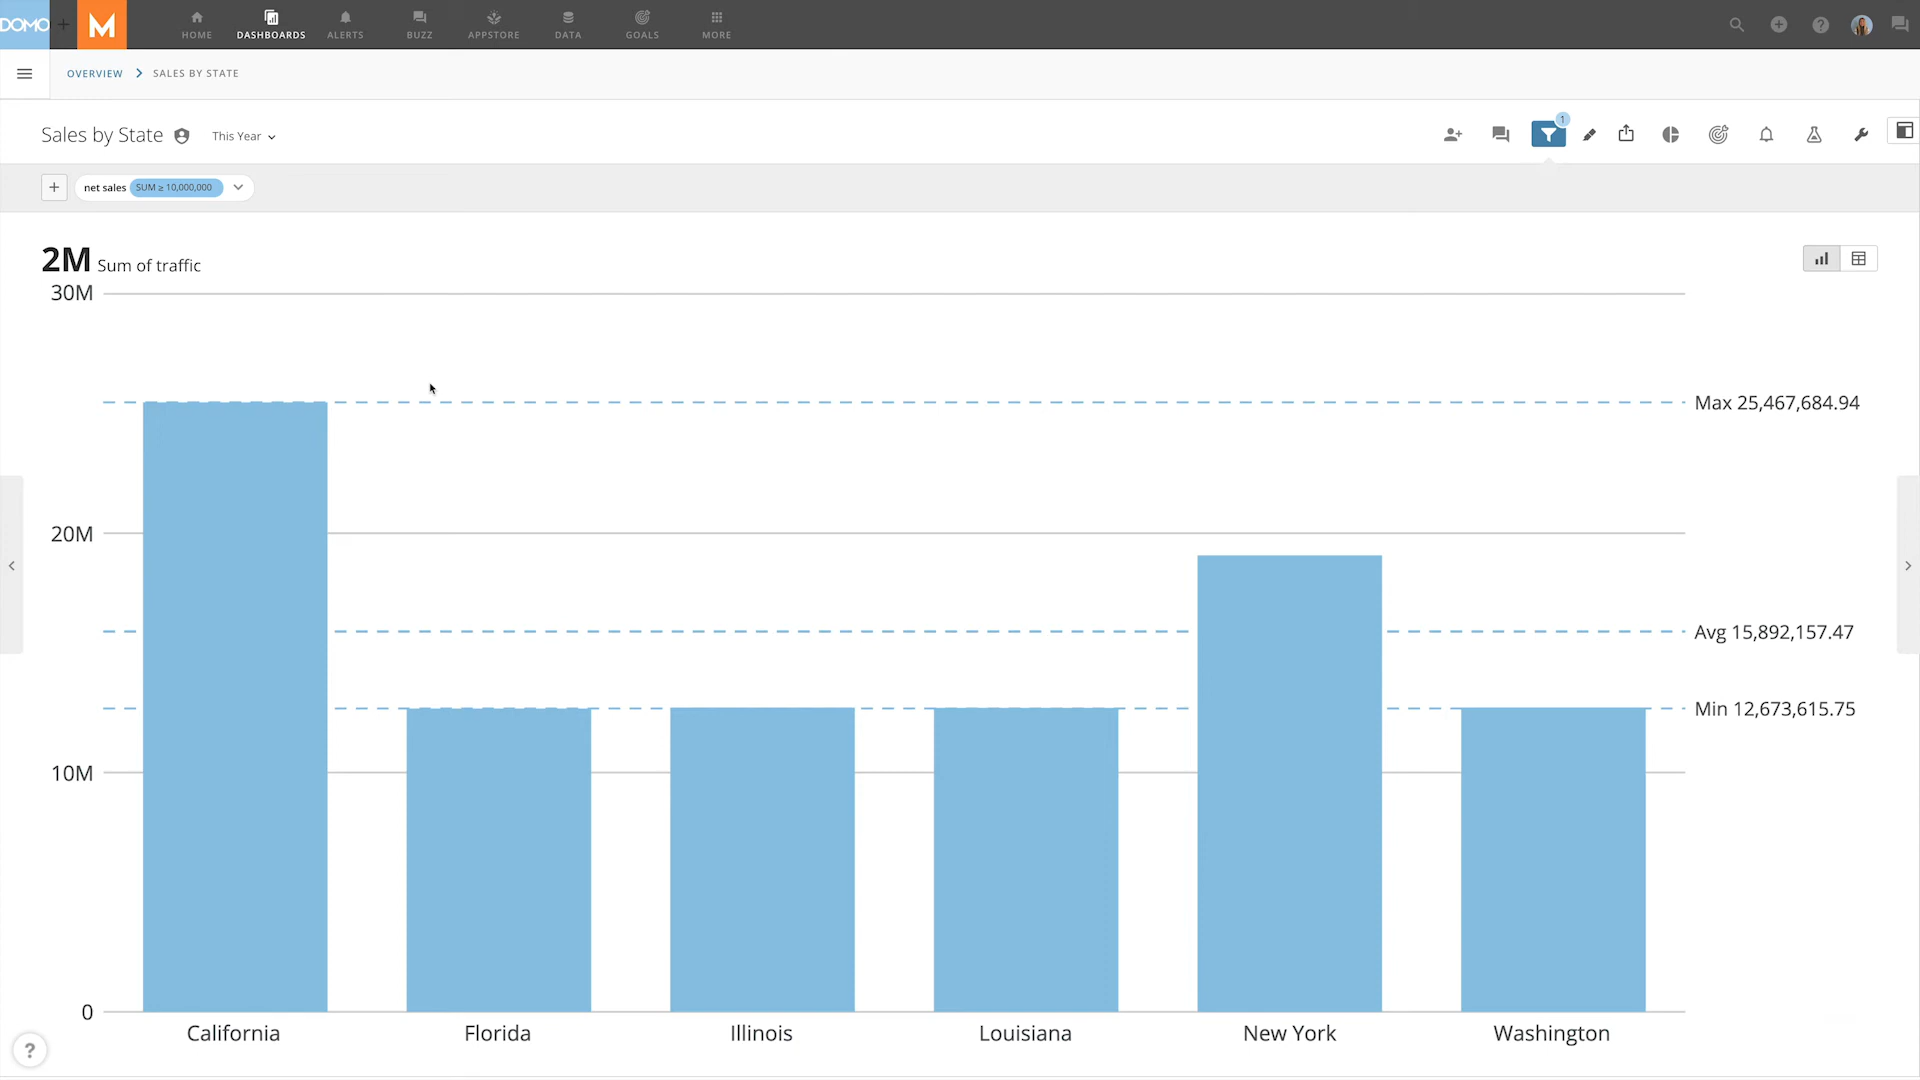 DOMO
M
HOME
DASHBOARDS
ALERTS
BUZZ
APPSTORE
DATA
GOALS
MORE
OVERVIEW > SALES BY STATE
Sales by State
This Year
1
net sales SUM ≥ 10,000,000
2M Sum of traffic
30M
Max 25,467,684.94
20M
Avg 15,892,157.47
Min 12,673,615.75
10M
0
California
Florida
Illinois
Louisiana
New York
Washington
?